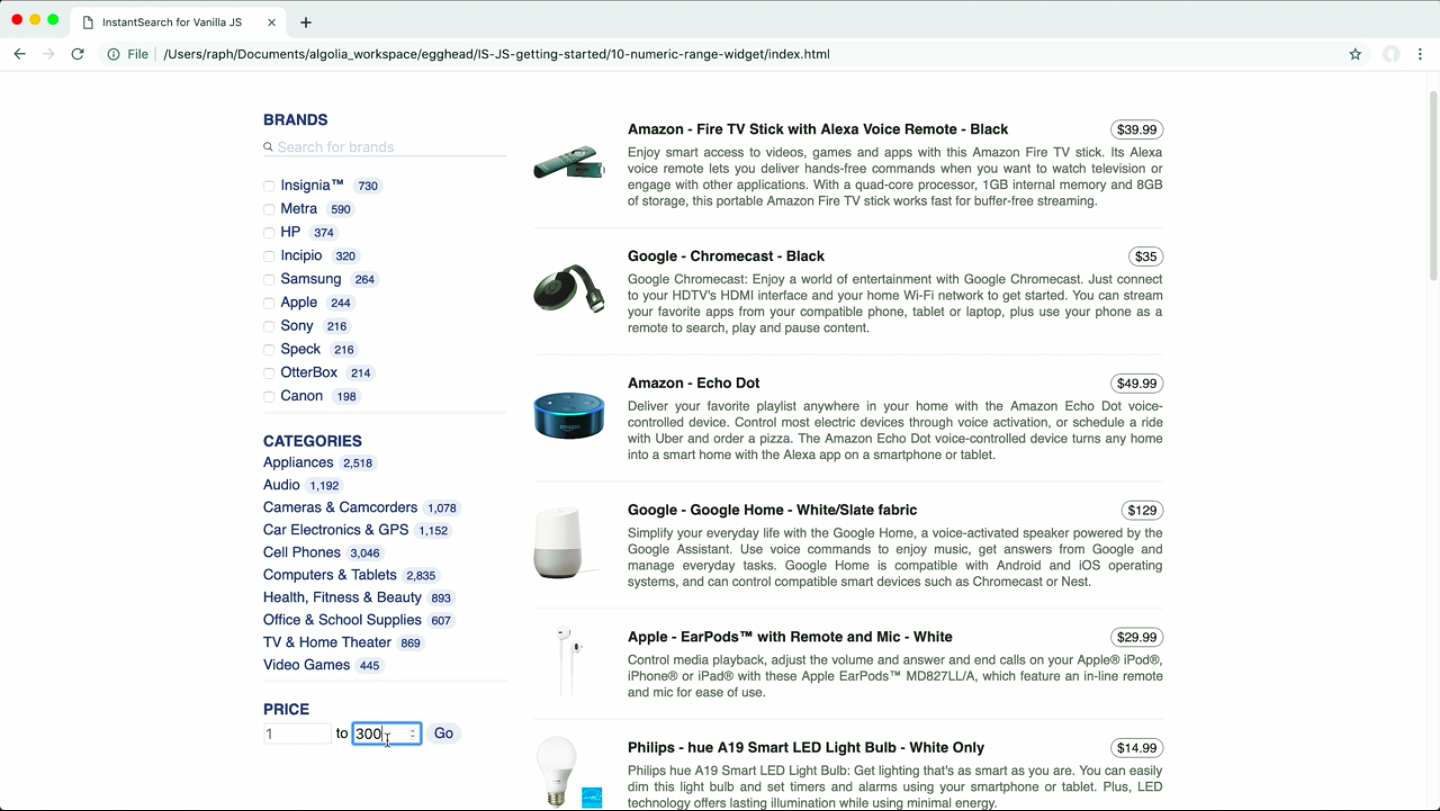 InstantSearch for Vanilla JS
File /Users/raph/Documents/algolia_workspace/egghead/IS-JS-getting-started/10-numeric-range-widget/index.html
BRANDS
Search for brands
Insignia™ 730
Metra 590
HP 374
Incipio 320
Samsung 264
Apple 244
Sony 216
Speck 216
OtterBox 214
Canon 198
CATEGORIES
Appliances 2,518
Audio 1,192
Cameras & Camcorders 1,078
Car Electronics & GPS 1,152
Cell Phones 3,046
Computers & Tablets 2,835
Health, Fitness & Beauty 893
Office & School Supplies 607
TV & Home Theater 869
Video Games 445
PRICE
1 to 300 Go
Amazon - Fire TV Stick with Alexa Voice Remote - Black $39.99
Enjoy smart access to videos, games and apps with this Amazon Fire TV stick. Its Alexa
voice remote lets you deliver hands-free commands when you want to watch television or
engage with other applications. With a quad-core processor, 1GB internal memory and 8GB
of storage, this portable Amazon Fire TV stick works fast for buffer-free streaming.
Google - Chromecast - Black $35
Google Chromecast: Enjoy a world of entertainment with Google Chromecast. Just connect
to your HDTV's HDMI interface and your home Wi-Fi network to get started. You can stream
your favorite apps from your compatible phone, tablet or laptop, plus use your phone as a
remote to search, play and pause content.
Amazon - Echo Dot $49.99
Deliver your favorite playlist anywhere in your home with the Amazon Echo Dot voice-
controlled device. Control most electric devices through voice activation, or schedule a ride
with Uber and order a pizza. The Amazon Echo Dot voice-controlled device turns any home
into a smart home with the Alexa app on a smartphone or tablet.
Google - Google Home - White/Slate fabric $129
Simplify your everyday life with the Google Home, a voice-activated speaker powered by the
Google Assistant. Use voice commands to enjoy music, get answers from Google and
manage everyday tasks. Google Home is compatible with Android and iOS operating
systems, and can control compatible smart devices such as Chromecast or Nest.
Apple - EarPods™ with Remote and Mic - White $29.99
Control media playback, adjust the volume and answer and end calls on your Apple® iPod®,
iPhone® or iPad® with these Apple EarPods™ MD827LL/A, which feature an in-line remote
and mic for ease of use.
Philips - hue A19 Smart LED Light Bulb - White Only $14.99
Philips hue A19 Smart LED Light Bulb: Get lighting that's as smart as you are. You can easily
dim this light bulb and set timers and alarms using your smartphone or tablet. Plus, LED
technology offers lasting illumination while using minimal energy.